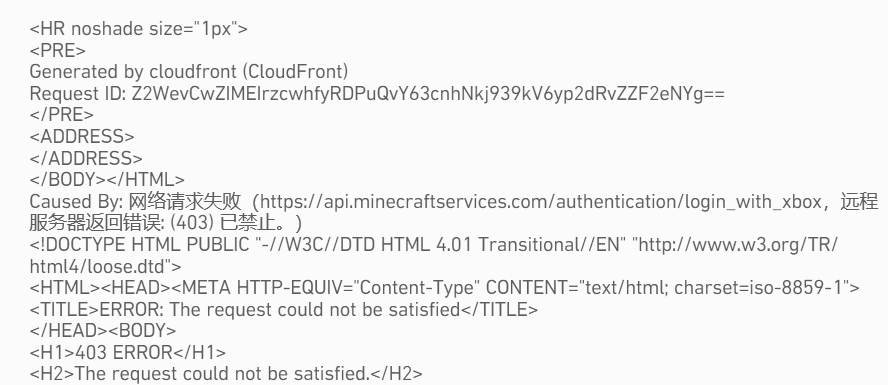 <HR noshade size="1px">
<PRE>
Generated by cloudfront (CloudFront)
Request ID: Z2WevCwZIMEIrzcwhfyRDPuQvY63cnhNkj939kV6yp2dRvZZF2eNYg==
</PRE>
<ADDRESS>
</ADDRESS>
</BODY></HTML>
Caused By: 网络请求失败（https://api.minecraftservices.com/authentication/login_with_xbox，远程
服务器返回错误: (403) 已禁止。）
<!DOCTYPE HTML PUBLIC "-//W3C//DTD HTML 4.01 Transitional//EN" "http://www.w3.org/TR/
html4/loose.dtd">
<HTML><HEAD><META HTTP-EQUIV="Content-Type" CONTENT="text/html; charset=iso-8859-1">
<TITLE>ERROR: The request could not be satisfied</TITLE>
</HEAD><BODY>
<H1>403 ERROR</H1>
<H2>The request could not be satisfied.</H2>